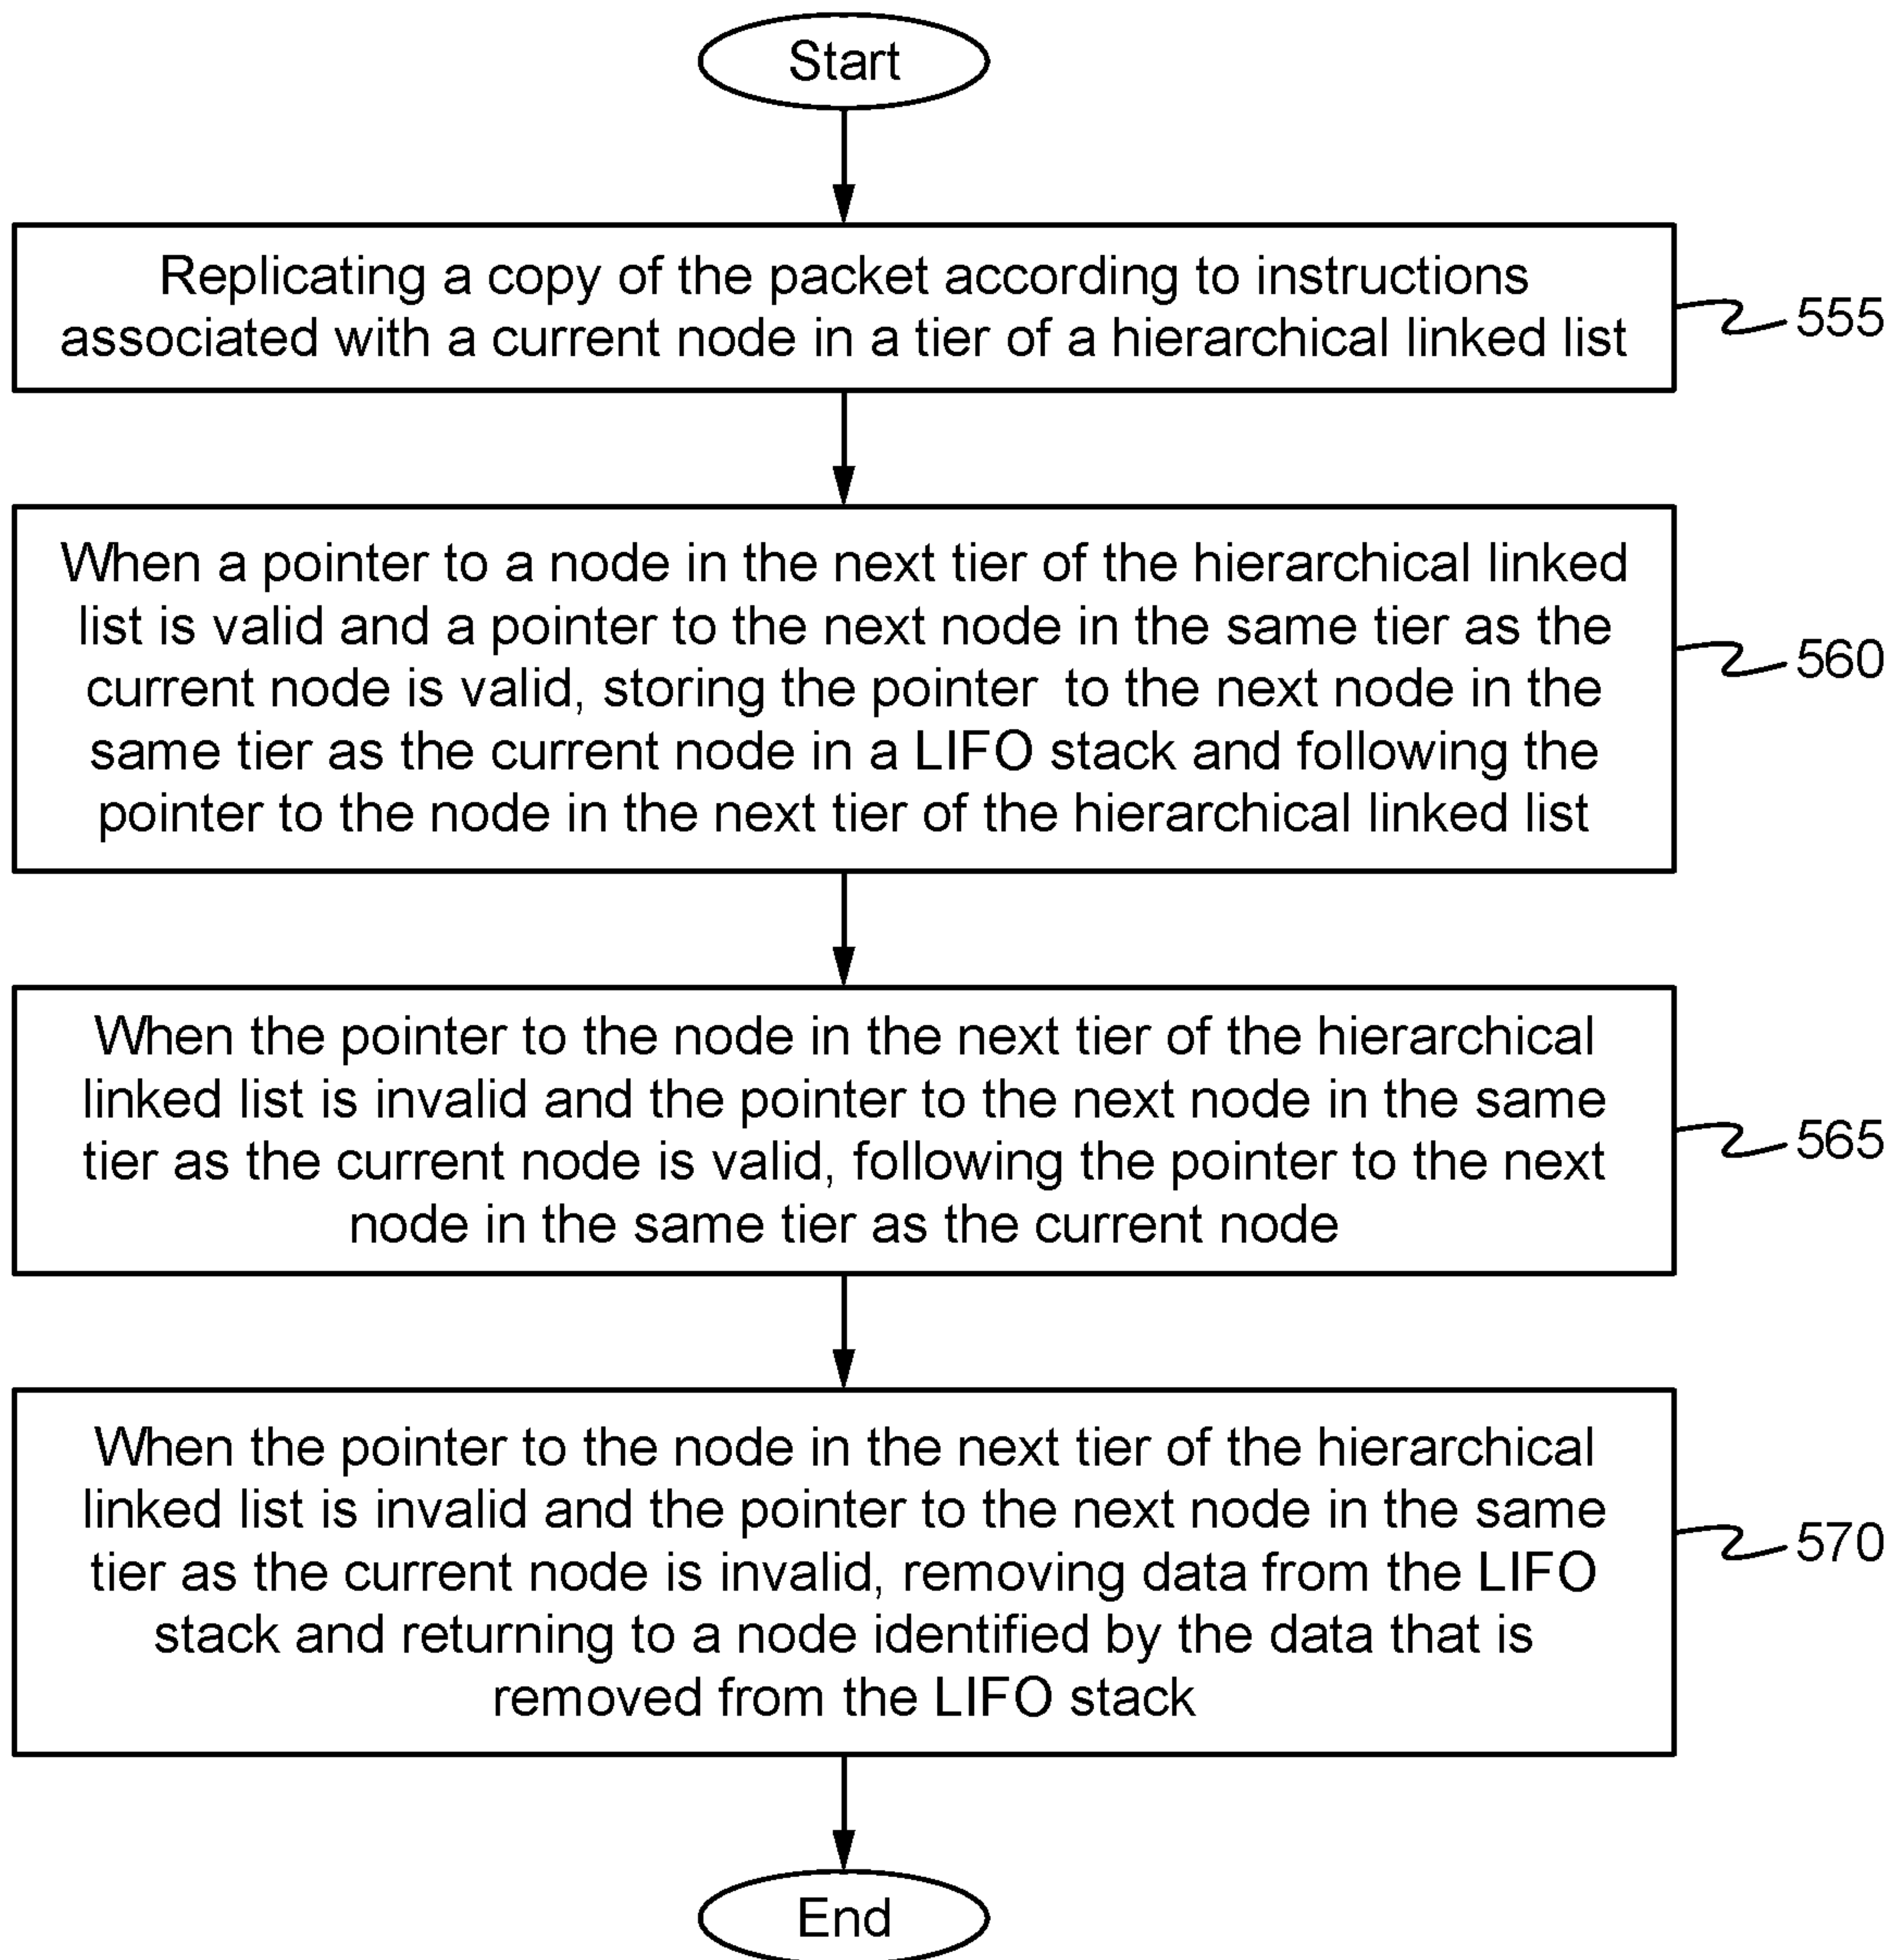 Start
Replicating a copy of the packet according to instructions
associated with a current node in a tier of a hierarchical linked list
555
When a pointer to a node in the next tier of the hierarchical linked
list is valid and a pointer to the next node in the same tier as the
current node is valid, storing the pointer to the next node in the
same tier as the current node in a LIFO stack and following the
pointer to the node in the next tier of the hierarchical linked list
560
When the pointer to the node in the next tier of the hierarchical
linked list is invalid and the pointer to the next node in the same
tier as the current node is valid, following the pointer to the next
node in the same tier as the current node
565
When the pointer to the node in the next tier of the hierarchical
linked list is invalid and the pointer to the next node in the same
tier as the current node is invalid, removing data from the LIFO
stack and returning to a node identified by the data that is
removed from the LIFO stack
570
End